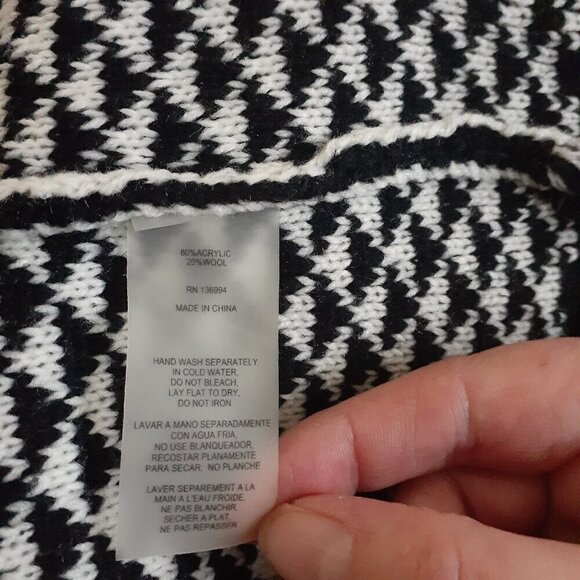 80%ACRYLIC
20%WOOL
RN 136994
MADE IN CHINA
HAND WASH SEPARATELY
IN COLD WATER.
DO NOT BLEACH,
LAY FLAT TO DRY,
DO NOT IRON
LAVAR A MANO SEPARADAMENTE
CON AGUA FRIA,
NO USE BLANQUEADOR,
RECOSTAR PLANAMENTE
PARA SECAR, NO PLANCHE
LAVER SEPAREMENT A LA
MAIN A L'EAU FROIDE,
NE PAS BLANCHIR,
SECHER A PLAT,
NE PAS REPASSER